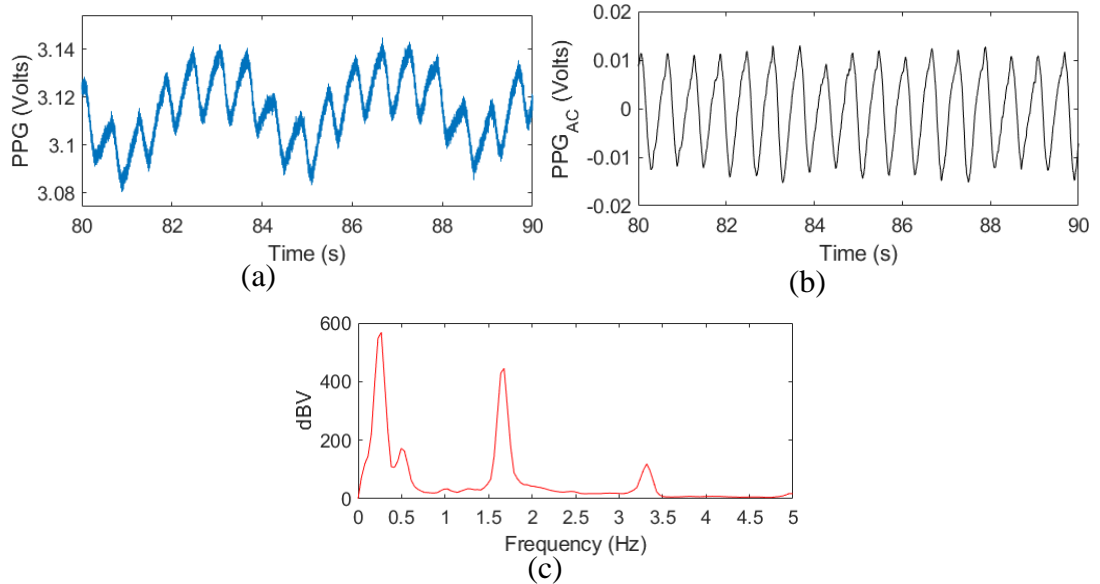 3.14
3.12
3.1
3.08
PPG (Volts)
80 82 84 86 88 90
Time (s)
(a)
0.02
0.01
0
-0.01
-0.02
PPG_AC (Volts)
80 82 84 86 88 90
Time (s)
(b)
600
400
200
0
dBV
0 0.5 1 1.5 2 2.5 3 3.5 4 4.5 5
Frequency (Hz)
(c)